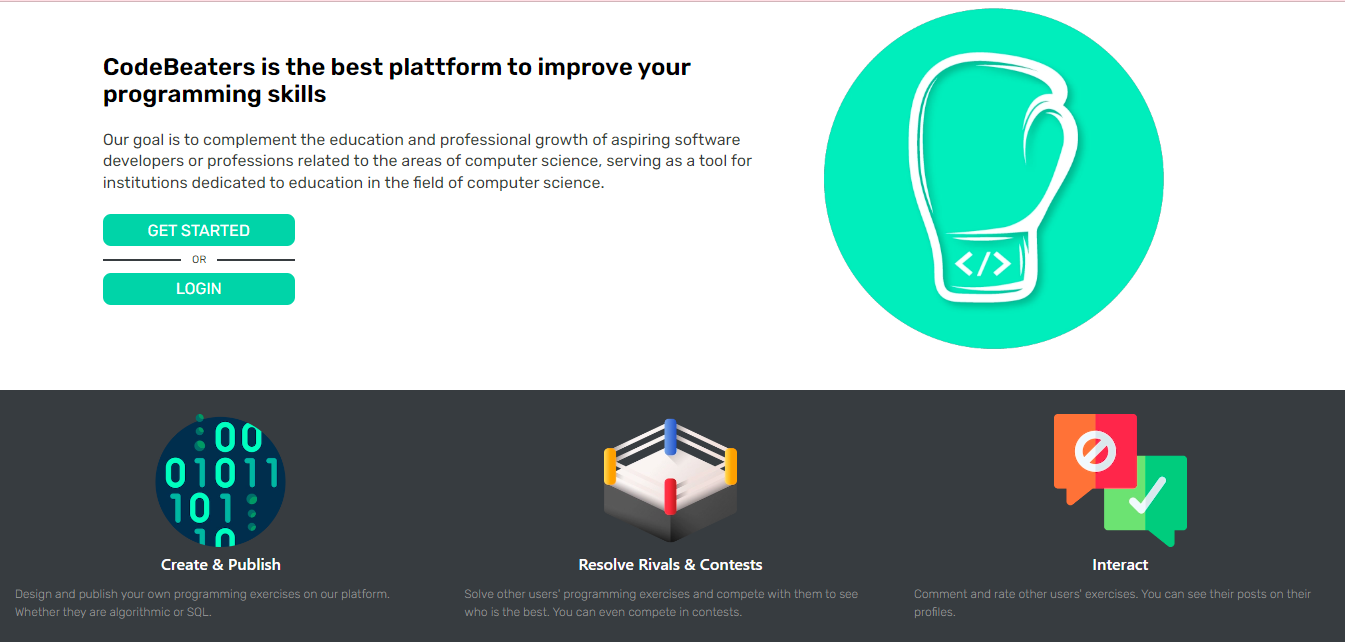 CodeBeaters is the best plattform to improve your
programming skills
Our goal is to complement the education and professional growth of aspiring software
developers or professions related to the areas of computer science, serving as a tool for
institutions dedicated to education in the field of computer science.
GET STARTED
OR
LOGIN
</>
00
01011
101
10
Create & Publish
Design and publish your own programming exercises on our platform.
Whether they are algorithmic or SQL.
Resolve Rivals & Contests
Solve other users' programming exercises and compete with them to see
who is the best. You can even compete in contests.
Interact
Comment and rate other users' exercises. You can see their posts on their
profiles.